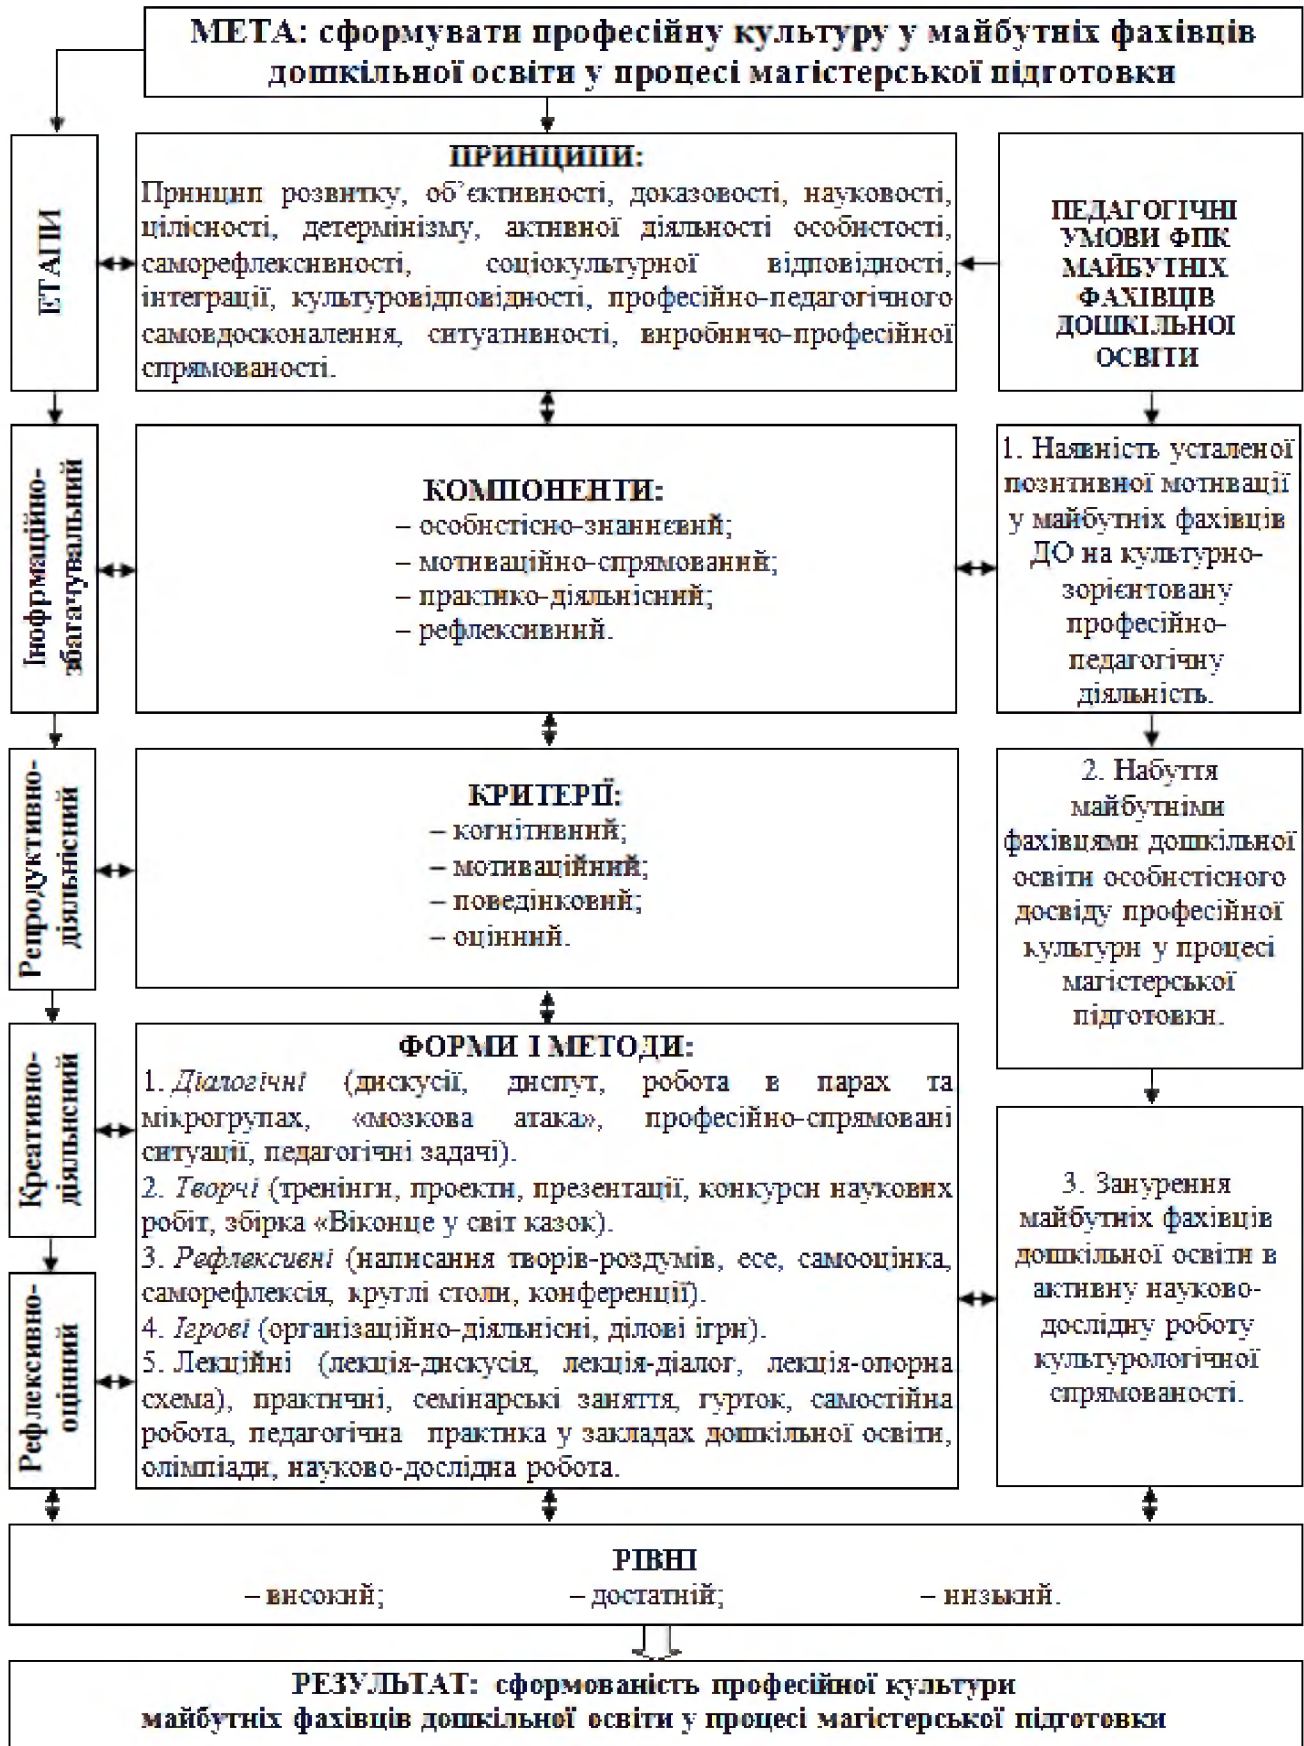 МЕТА: сформувати професійну культуру у майбутніх фахівців
дошкільної освіти у процесі магістерської підготовки
ЕТАПИ
ПРИНЦИПИ:
Принцип розвитку, об’єктивності, доказовості, науковості,
цілісності, детермінізму, активної діяльності особистості,
саморефлексивності, соціокультурної відповідності,
інтеграції, культуровідповідності, професійно-педагогічного
самовдосконалення, ситуативності, виробничо-професійної
спрямованості.
ПЕДАГОГІЧНІ
УМОВИ ФПК
МАЙБУТНІХ
ФАХІВЦІВ
ДОШКІЛЬНОЇ
ОСВІТИ
Інофрмаційно-
збагачувальний
КОМПОНЕНТИ:
– особистісно-знаннєвий;
– мотиваційно-спрямований;
– практико-діяльнісний;
– рефлексивний.
1. Наявність усталеної
позитивної мотивації
у майбутніх фахівців
ДО на культурно-
зорієнтовану
професійно-
педагогічну
діяльність.
Репродуктивно-
діяльнісний
КРИТЕРІЇ:
– когнітивний;
– мотиваційний;
– поведінковий;
– оцінний.
2. Набуття
майбутніми
фахівцями дошкільної
освіти особистісного
досвіду професійної
культури у процесі
магістерської
підготовки.
Креативно-
діяльнісний
Рефлексивно-
оцінний
ФОРМИ І МЕТОДИ:
1. Діалогічні (дискусії, диспут, робота в парах та
мікрогрупах, «мозкова атака», професійно-спрямовані
ситуації, педагогічні задачі).
2. Творчі (тренінги, проекти, презентації, конкурси наукових
робіт, збірка «Віконце у світ казок).
3. Рефлексивні (написання творів-роздумів, есе, самооцінка,
саморефлексія, круглі столи, конференції).
4. Ігрові (організаційно-діяльнісні, ділові ігри).
5. Лекційні (лекція-дискусія, лекція-діалог, лекція-опорна
схема), практичні, семінарські заняття, гурток, самостійна
робота, педагогічна практика у закладах дошкільної освіти,
олімпіади, науково-дослідна робота.
3. Занурення
майбутніх фахівців
дошкільної освіти в
активну науково-
дослідну роботу
культурологічної
спрямованості.
РІВНІ
– високий; – достатній; – низький.
РЕЗУЛЬТАТ: сформованість професійної культури
майбутніх фахівців дошкільної освіти у процесі магістерської підготовки